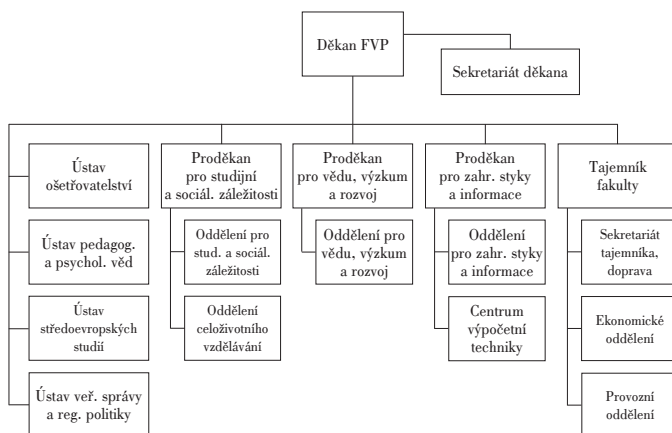 Děkan FVP
Sekretariát děkana
Ústav
ošetřovatelství
Proděkan
pro studijní
a sociál. záležitosti
Proděkan
pro vědu, výzkum
a rozvoj
Proděkan
pro zahr. styky
a informace
Tajemník
fakulty
Ústav pedagog.
a psychol. věd
Oddělení pro
stud. a sociál.
záležitosti
Oddělení pro
vědu, výzkum
a rozvoj
Oddělení
pro zahr. styky
a informace
Sekretariát
tajemníka,
doprava
Ústav
středoevropských
studií
Oddělení
celoživotního
vzdělávání
Centrum
výpočetní
techniky
Ekonomické
oddělení
Ústav veř. správy
a reg. politiky
Provozní
oddělení